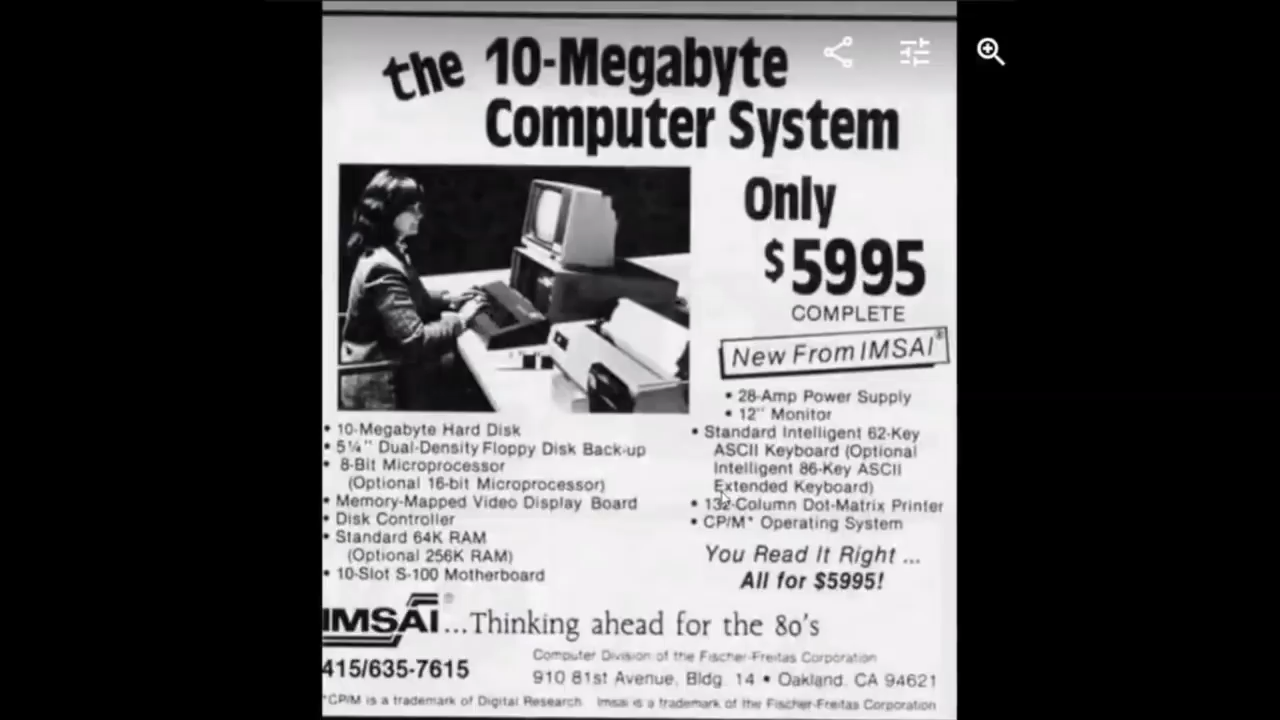 the 10-Megabyte
Computer System
Only
$5995
COMPLETE
New From IMSAI®
• 10-Megabyte Hard Disk
• 5¼" Dual-Density Floppy Disk Back-up
• 8-Bit Microprocessor
(Optional 16-bit Microprocessor)
• Memory-Mapped Video Display Board
• Disk Controller
• Standard 64K RAM
(Optional 256K RAM)
• 10-Slot S-100 Motherboard
• 28-Amp Power Supply
• 12" Monitor
• Standard Intelligent 62-Key
ASCII Keyboard (Optional
Intelligent 86-Key ASCII
Extended Keyboard)
• 132-Column Dot-Matrix Printer
• CP/M* Operating System
You Read It Right ...
All for $5995!
IMSAI® ...Thinking ahead for the 80's
415/635-7615
Computer Division of the Fischer-Freitas Corporation
910 81st Avenue, Bldg. 14 • Oakland, CA 94621
*CP/M is a trademark of Digital Research. Imsai is a trademark of the Fischer-Freitas Corporation